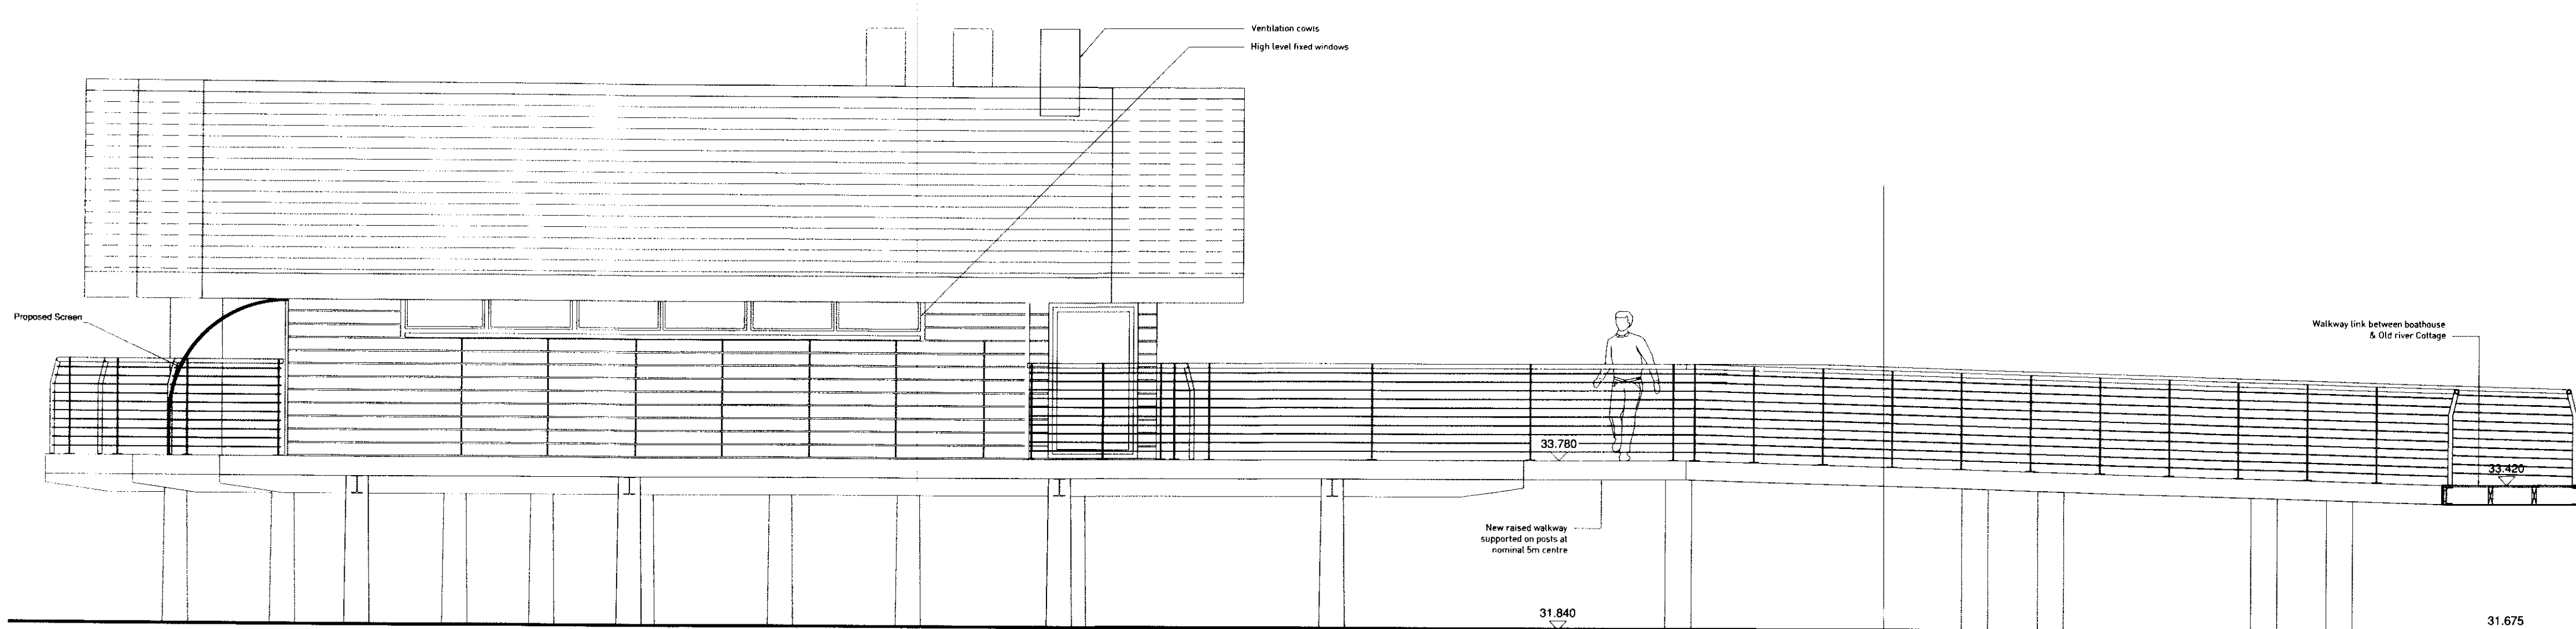 Ventilation cowls
High level fixed windows
Proposed Screen
Walkway link between boathouse
& Old river Cottage
33.780
33.420
New raised walkway
supported on posts at
nominal 5m centre
31.840
31.675